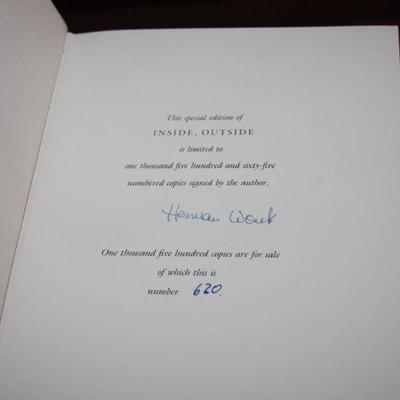 This special edition of
INSIDE, OUTSIDE
is limited to
one thousand five hundred and sixty-five
numbered copies signed by the author.
Herman Wouk
One thousand five hundred copies are for sale
of which this is
number 620.